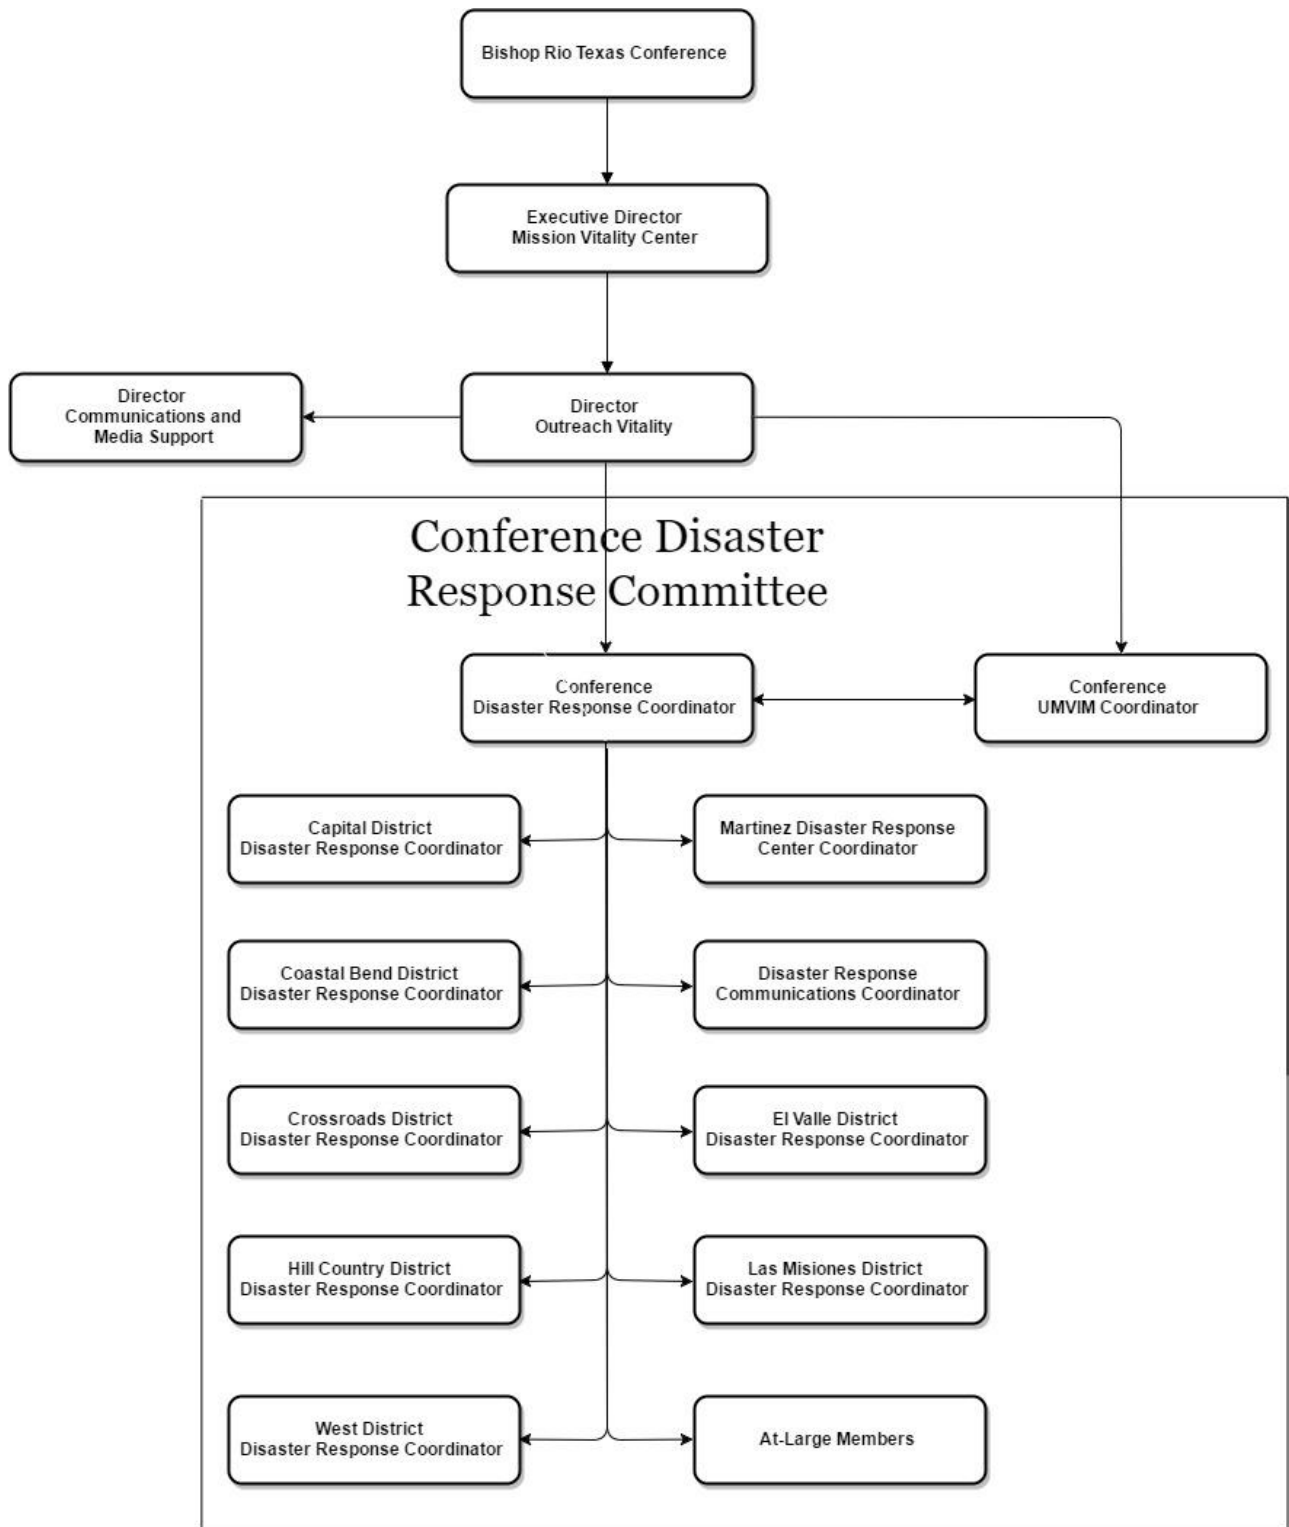 Bishop Rio Texas Conference
Executive Director
Mission Vitality Center
Director
Communications and
Media Support
Director
Outreach Vitality
Conference Disaster
Response Committee
Conference
Disaster Response Coordinator
Conference
UMVIM Coordinator
Capital District
Disaster Response Coordinator
Martinez Disaster Response
Center Coordinator
Coastal Bend District
Disaster Response Coordinator
Disaster Response
Communications Coordinator
Crossroads District
Disaster Response Coordinator
El Valle District
Disaster Response Coordinator
Hill Country District
Disaster Response Coordinator
Las Misiones District
Disaster Response Coordinator
West District
Disaster Response Coordinator
At-Large Members